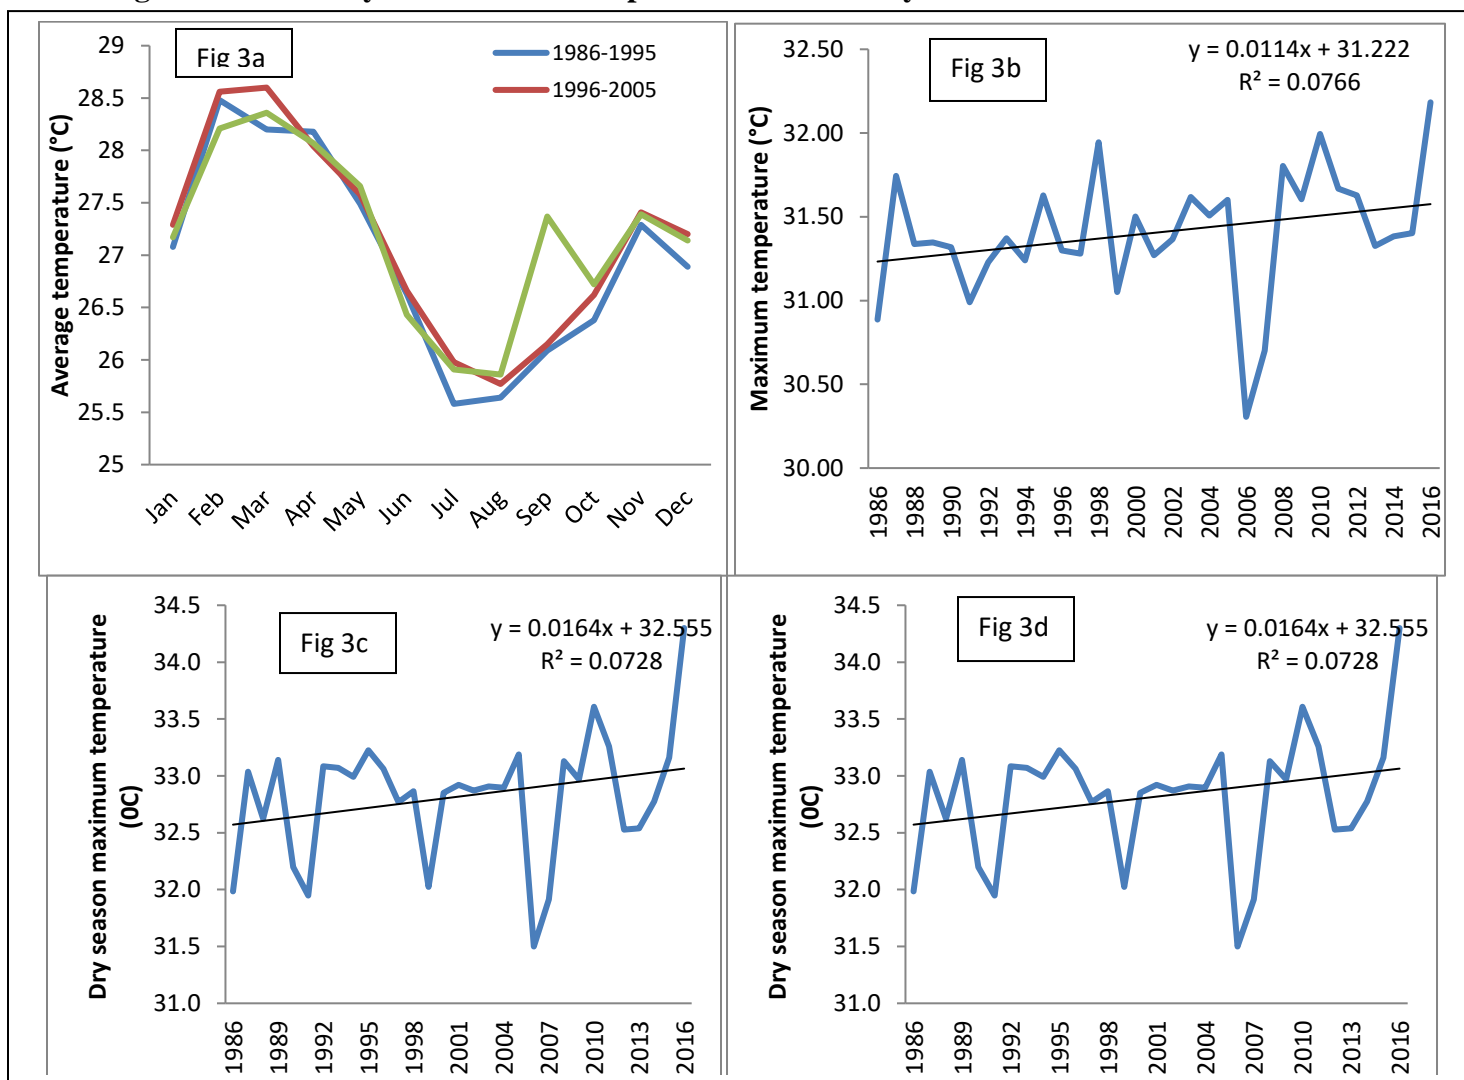 Fig 3a
1986-1995
1996-2005
Average temperature (°C)
29
28.5
28
27.5
27
26.5
26
25.5
25
Jan
Feb
Mar
Apr
May
Jun
Jul
Aug
Sep
Oct
Nov
Dec
Fig 3b
y = 0.0114x + 31.222
R² = 0.0766
Maximum temperature (°C)
32.50
32.00
31.50
31.00
30.50
30.00
1986
1988
1990
1992
1994
1996
1998
2000
2002
2004
2006
2008
2010
2012
2014
2016
Fig 3c
y = 0.0164x + 32.555
R² = 0.0728
Dry season maximum temperature
(0C)
34.5
34.0
33.5
33.0
32.5
32.0
31.5
31.0
1986
1989
1992
1995
1998
2001
2004
2007
2010
2013
2016
Fig 3d
y = 0.0164x + 32.555
R² = 0.0728
Dry season maximum temperature
(0C)
34.5
34.0
33.5
33.0
32.5
32.0
31.5
31.0
1986
1989
1992
1995
1998
2001
2004
2007
2010
2013
2016